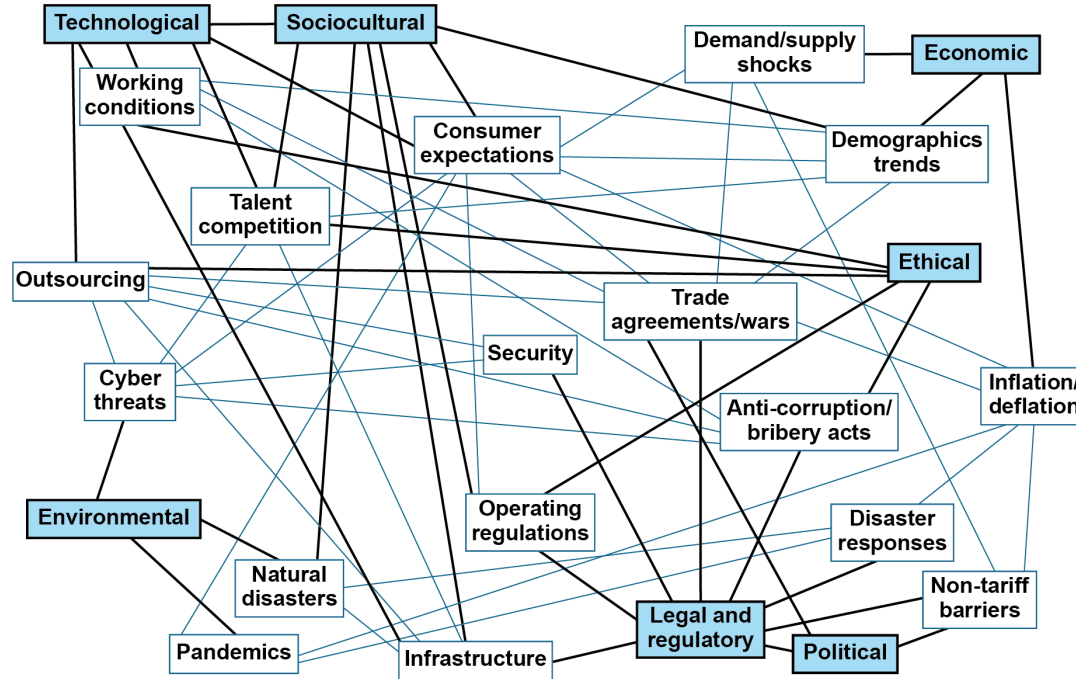 Technological
Sociocultural
Demand/supply
shocks
Economic
Working
conditions
Consumer
expectations
Demographics
trends
Talent
competition
Ethical
Outsourcing
Trade
agreements/wars
Security
Cyber
threats
Inflation/
deflation
Anti-corruption/
bribery acts
Environmental
Operating
regulations
Disaster
responses
Natural
disasters
Non-tariff
barriers
Legal and
regulatory
Pandemics
Infrastructure
Political